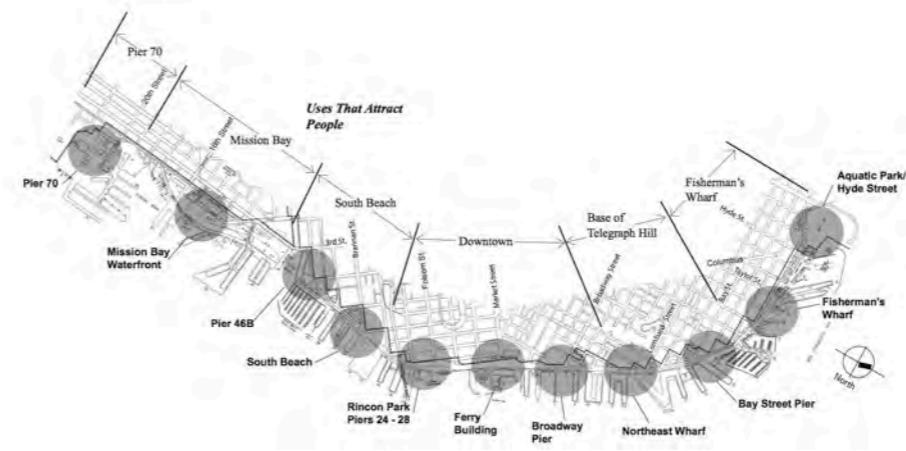 Pier 70
20th Street
16th Street
Uses That Attract
People
Mission Bay
South Beach
Downtown
Base of
Telegraph Hill
Fisherman's
Wharf
Aquatic Park/
Hyde Street
Hyde St.
Columbus
Taylor St.
Bay St.
Broadway Street
Market Street
Folsom St.
Brannan St.
3rd St.
Pier 70
Mission Bay
Waterfront
Pier 46B
South Beach
Rincon Park
Piers 24 - 28
Ferry
Building
Broadway
Pier
Northeast Wharf
Bay Street Pier
Fisherman's
Wharf
North